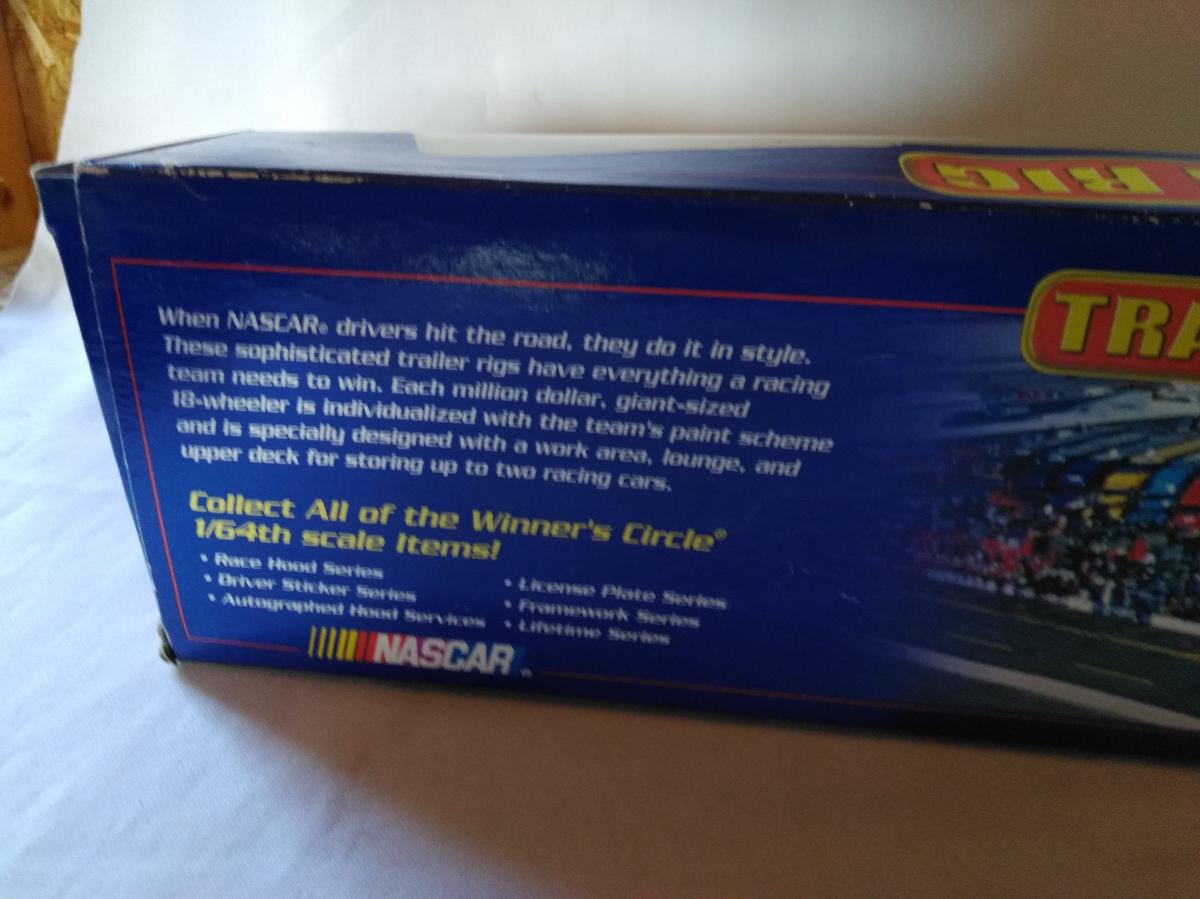 RIG
TRA
When NASCAR® drivers hit the road, they do it in style.
These sophisticated trailer rigs have everything a racing
team needs to win. Each million dollar, giant-sized
18-wheeler is individualized with the team's paint scheme
and is specially designed with a work area, lounge, and
upper deck for storing up to two racing cars.
Collect All of the Winner's Circle®
1/64th scale Items!
• Race Hood Series
• Driver Sticker Series
• Autographed Hood Services
• License Plate Series
• Framework Series
• Lifetime Series
NASCAR®